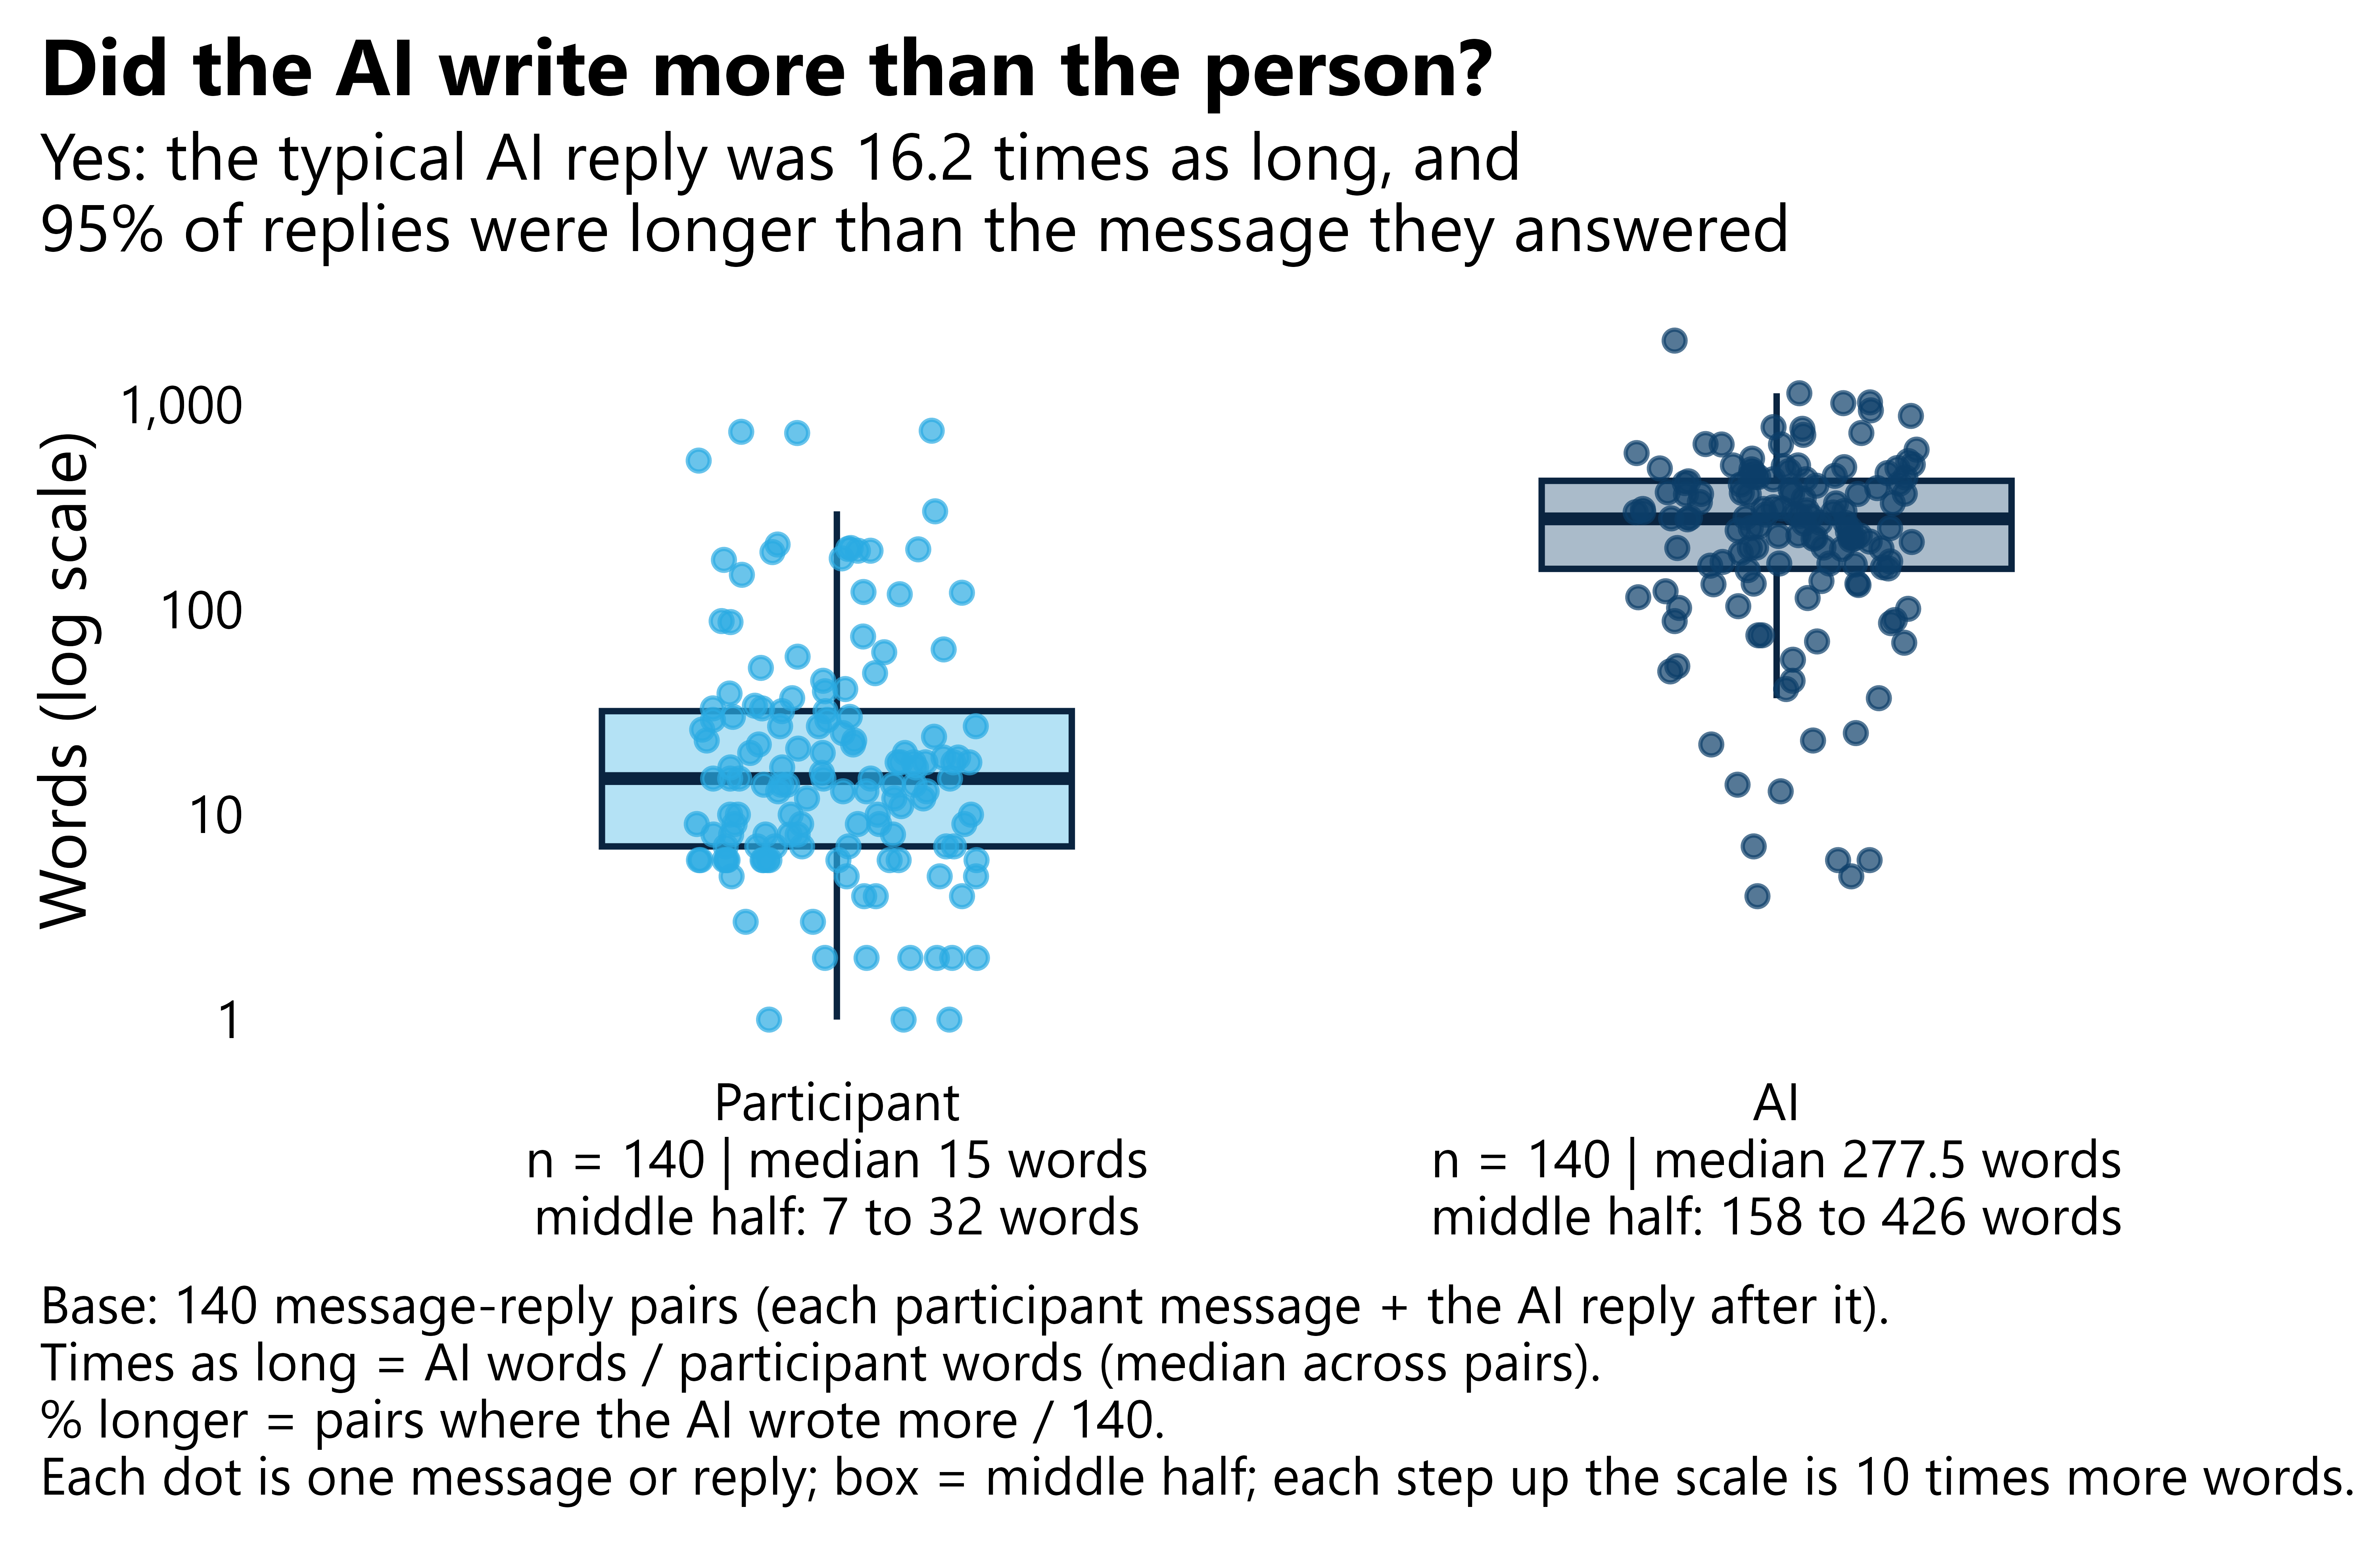 Did the AI write more than the person?
Yes: the typical AI reply was 16.2 times as long, and
95% of replies were longer than the message they answered
Words (log scale)
1,000
100
10
1
Participant
n = 140 | median 15 words
middle half: 7 to 32 words
AI
n = 140 | median 277.5 words
middle half: 158 to 426 words
Base: 140 message-reply pairs (each participant message + the AI reply after it).
Times as long = AI words / participant words (median across pairs).
% longer = pairs where the AI wrote more / 140.
Each dot is one message or reply; box = middle half; each step up the scale is 10 times more words.